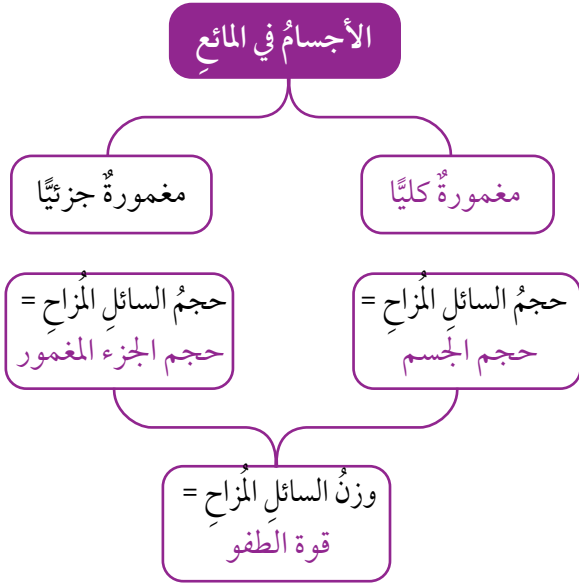 الأجسامُ في المائعِ
مغمورةٌ كليًّا
مغمورةٌ جزئيًّا
حجمُ السائلِ المُزاحِ =
حجم الجسم
حجمُ السائلِ المُزاحِ =
حجم الجزء المغمور
وزنُ السائلِ المُزاحِ =
قوة الطفو